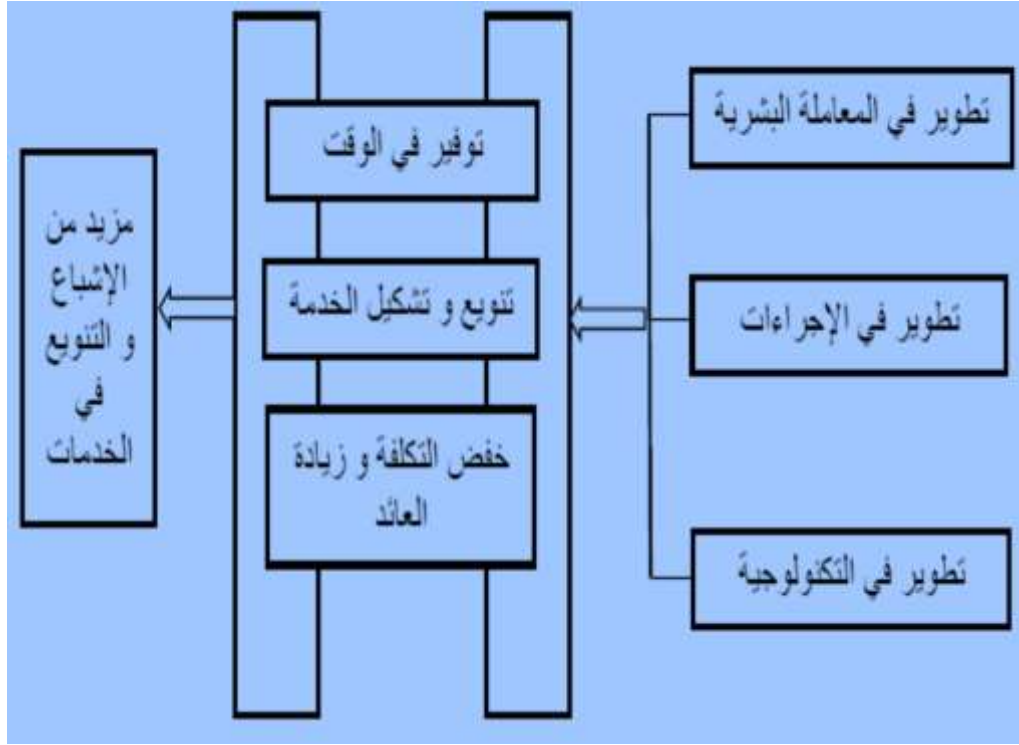 تطوير في المعاملة البشرية
تطوير في الإجراءات
تطوير في التكنولوجية
توفير في الوقت
تنويع و تشكيل الخدمة
خفض التكلفة و زيادة
العائد
مزيد من
الإشباع
و التنويع
في
الخدمات